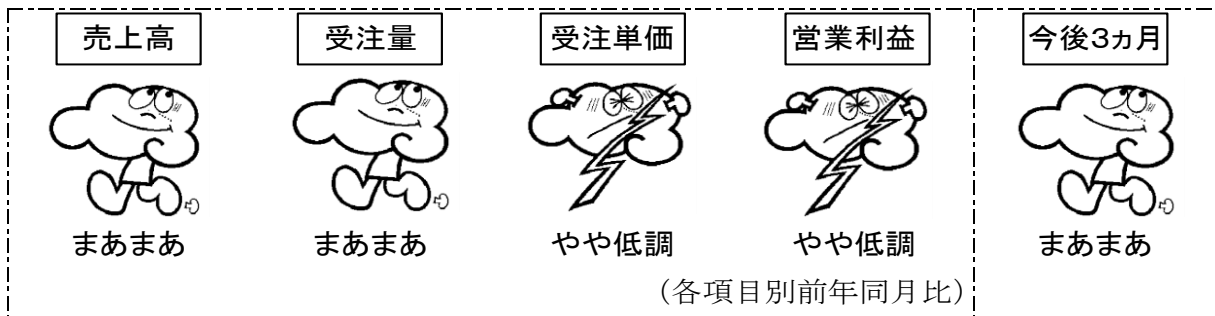 売上高 受注量 受注単価 営業利益 今後3ヵ月
まあまあ まあまあ やや低調 やや低調 まあまあ
(各項目別前年同月比)